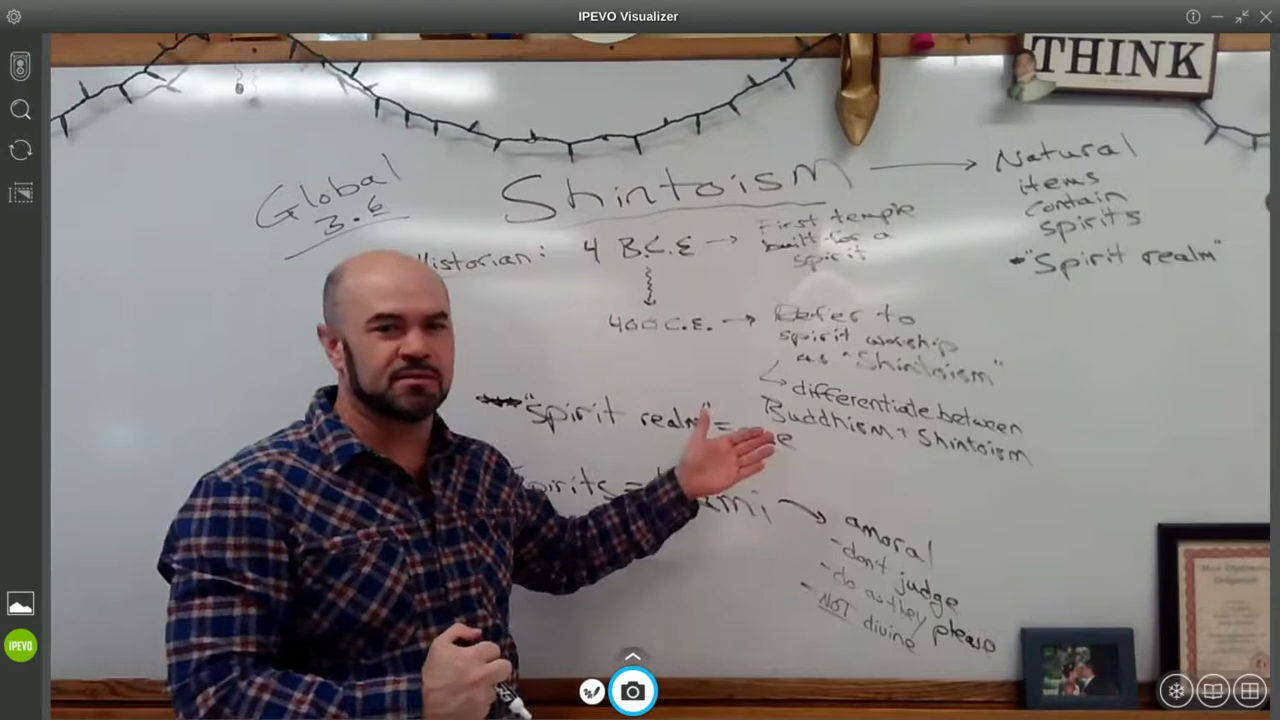 IPEVO Visualizer
THINK
Global
3.6
Shintoism
Natural
items
contain
spirits
"Spirit realm"
Historian: 4 B.C.E
First temple
built for a
spirit
400 C.E.
Refer to
spirit worship
as "Shintoism"
differentiate between
Buddhism + Shintoism
"Spirit realm" =
Spirits =
amoral
- don't judge
- do as they please
- NOT divine
IPEVO